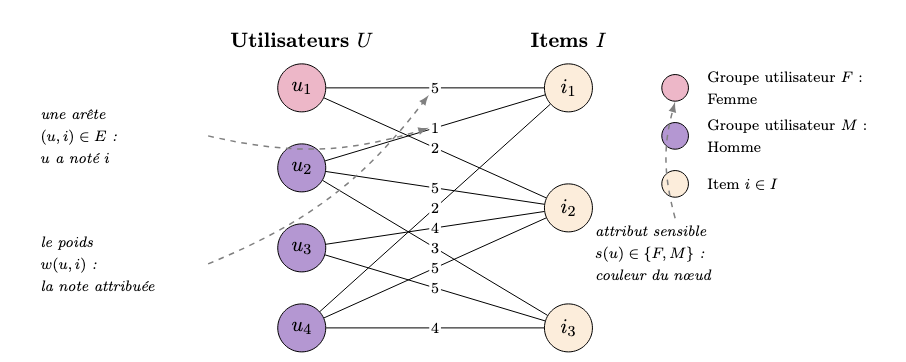 Utilisateurs U
Items I
u1
u2
u3
u4
i1
i2
i3
5
1
2
5
2
4
3
5
5
4
une arête
(u, i) ∈ E :
u a noté i
le poids
w(u, i) :
la note attribuée
Groupe utilisateur F :
Femme
Groupe utilisateur M :
Homme
Item i ∈ I
attribut sensible
s(u) ∈ {F, M} :
couleur du nœud